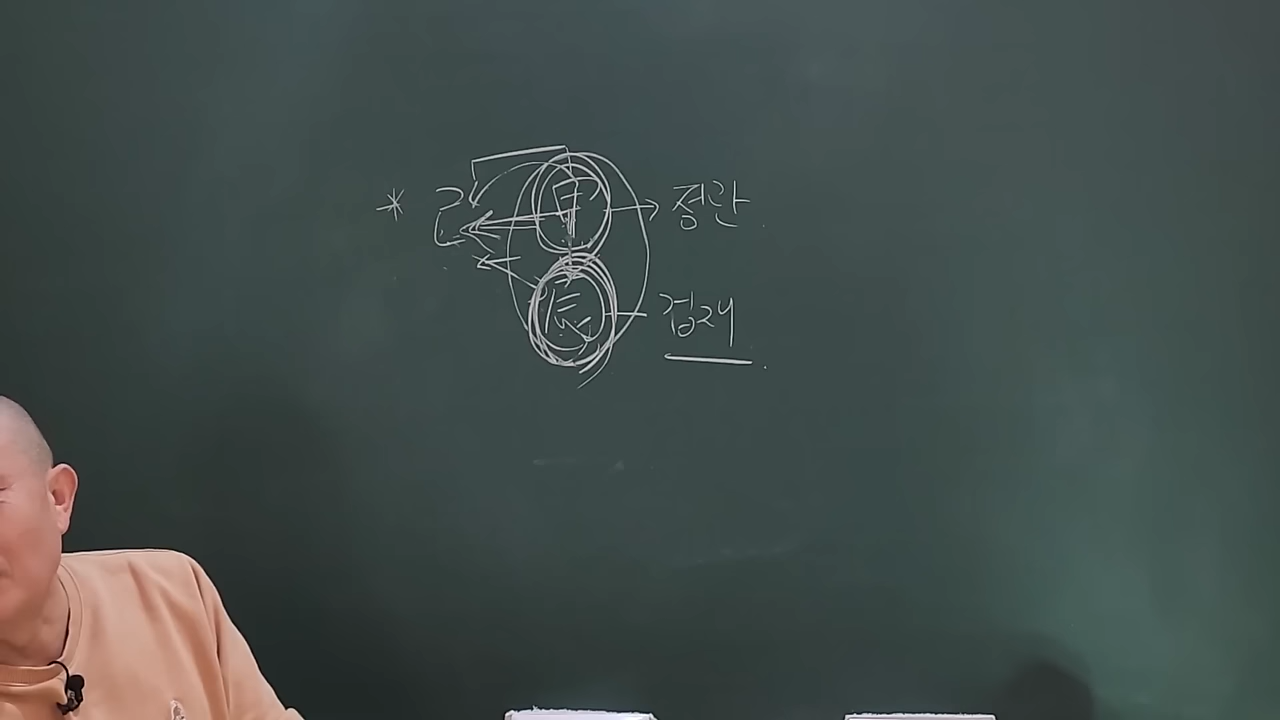 * 己 甲 → 정관
辰 - 겁재